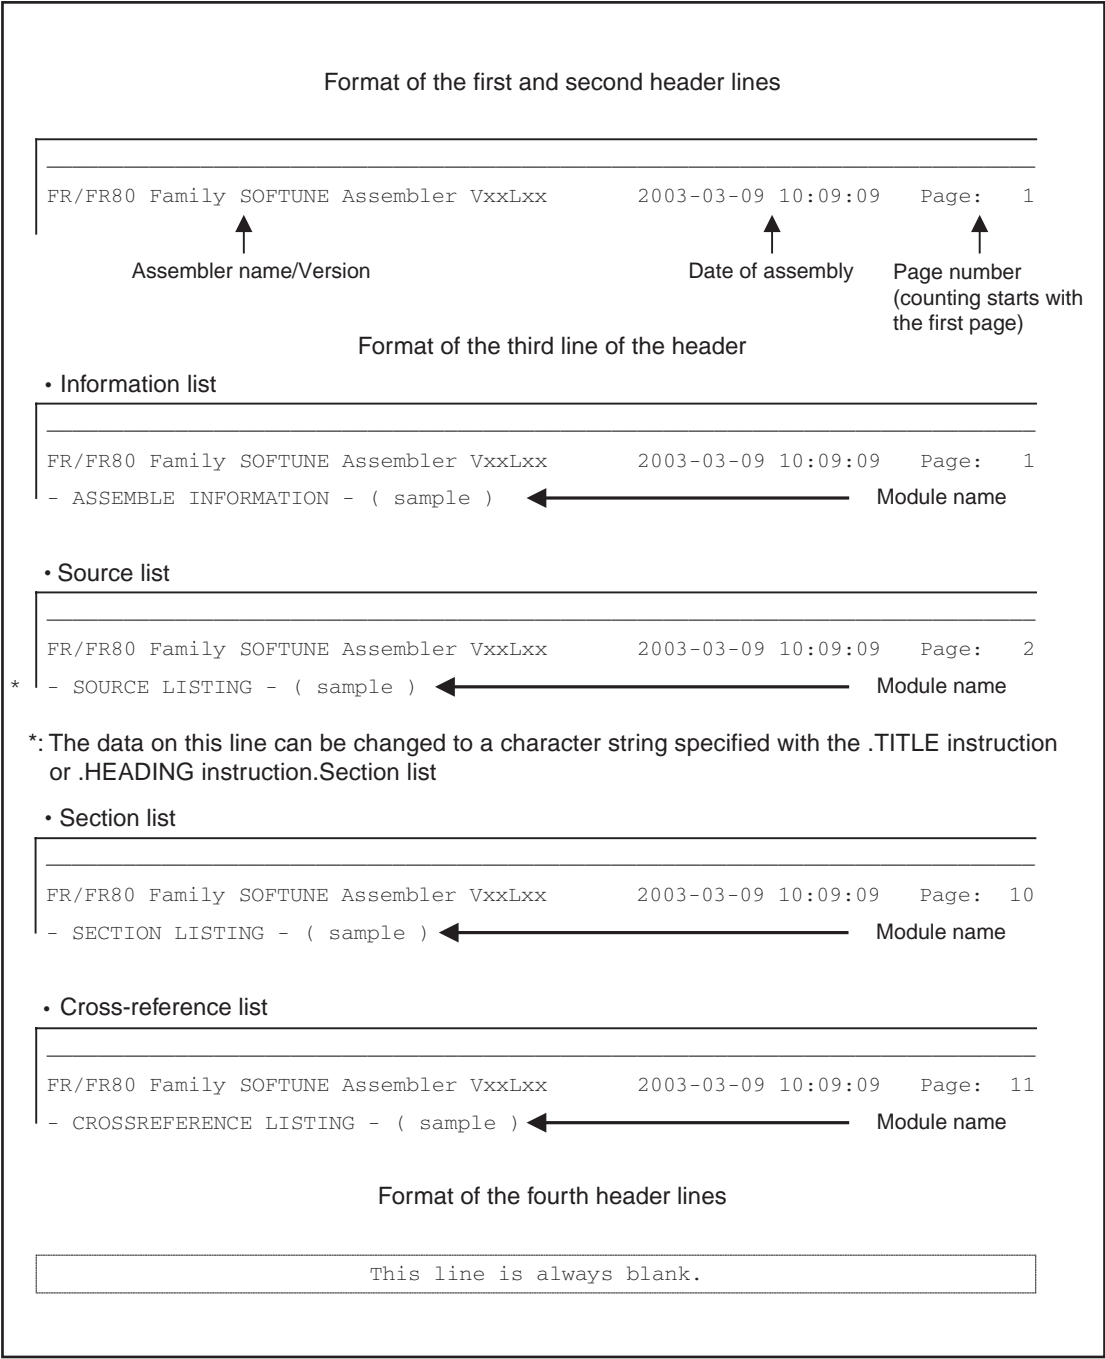 Format of the first and second header lines
FR/FR80 Family SOFTUNE Assembler VxxLxx 2003-03-09 10:09:09 Page: 1
Assembler name/Version Date of assembly Page number
(counting starts with
the first page)
Format of the third line of the header
• Information list
FR/FR80 Family SOFTUNE Assembler VxxLxx 2003-03-09 10:09:09 Page: 1
- ASSEMBLE INFORMATION - ( sample ) Module name
• Source list
FR/FR80 Family SOFTUNE Assembler VxxLxx 2003-03-09 10:09:09 Page: 2
* - SOURCE LISTING - ( sample ) Module name
*: The data on this line can be changed to a character string specified with the .TITLE instruction
or .HEADING instruction.Section list
• Section list
FR/FR80 Family SOFTUNE Assembler VxxLxx 2003-03-09 10:09:09 Page: 10
- SECTION LISTING - ( sample ) Module name
• Cross-reference list
FR/FR80 Family SOFTUNE Assembler VxxLxx 2003-03-09 10:09:09 Page: 11
- CROSSREFERENCE LISTING - ( sample ) Module name
Format of the fourth header lines
This line is always blank.